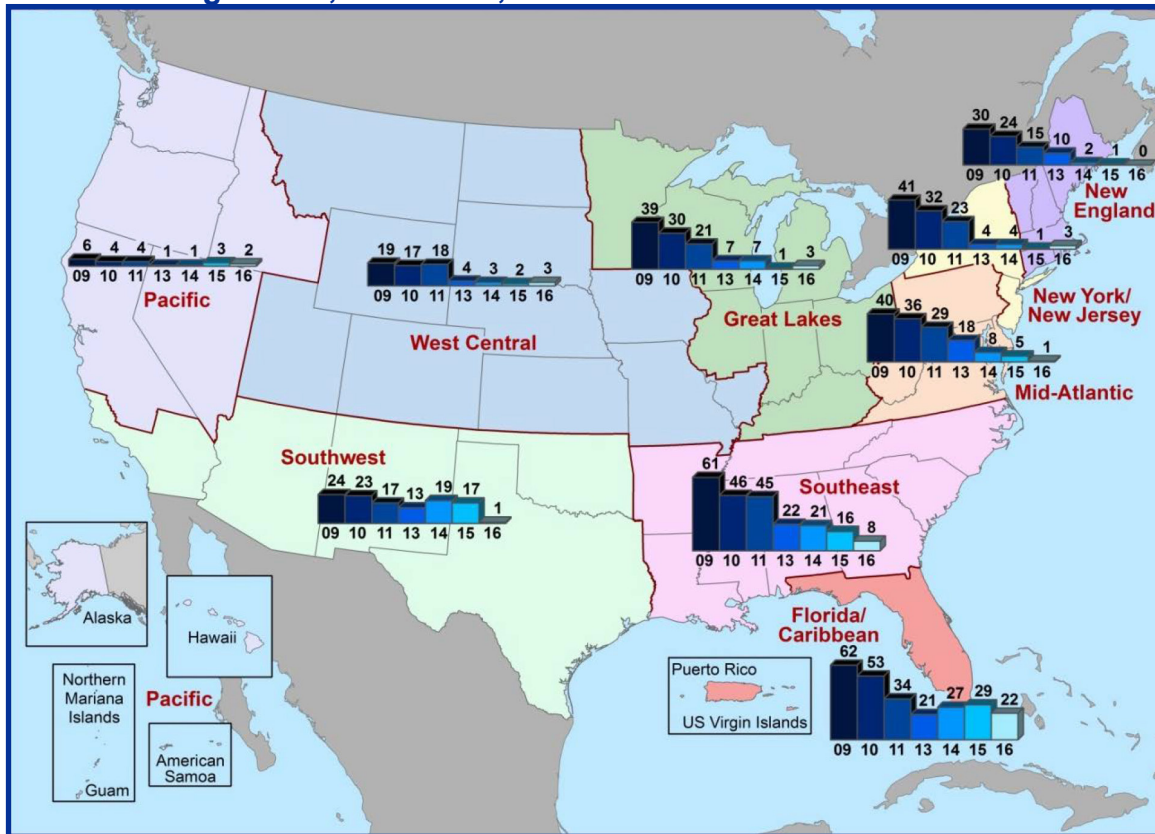 30 24 15 10 2 1 0
09 10 11 13 14 15 16
New
England
41 32 23 4 4 1 3
09 10 11 13 14 15 16
New York/
New Jersey
39 30 21 7 7 1 3
09 10 11 13 14 15 16
Great Lakes
6 4 4 1 1 3 2
09 10 11 13 14 15 16
Pacific
19 17 18 4 3 2 3
09 10 11 13 14 15 16
West Central
40 36 29 18 8 5 1
09 10 11 13 14 15 16
Mid-Atlantic
Southwest
24 23 17 13 19 17 1
09 10 11 13 14 15 16
61 46 45 22 21 16 8
Southeast
09 10 11 13 14 15 16
Alaska
Hawaii
Northern
Mariana
Islands
Guam
Pacific
American
Samoa
Puerto Rico
US Virgin Islands
Florida/
Caribbean
62 53 34 21 27 29 22
09 10 11 13 14 15 16